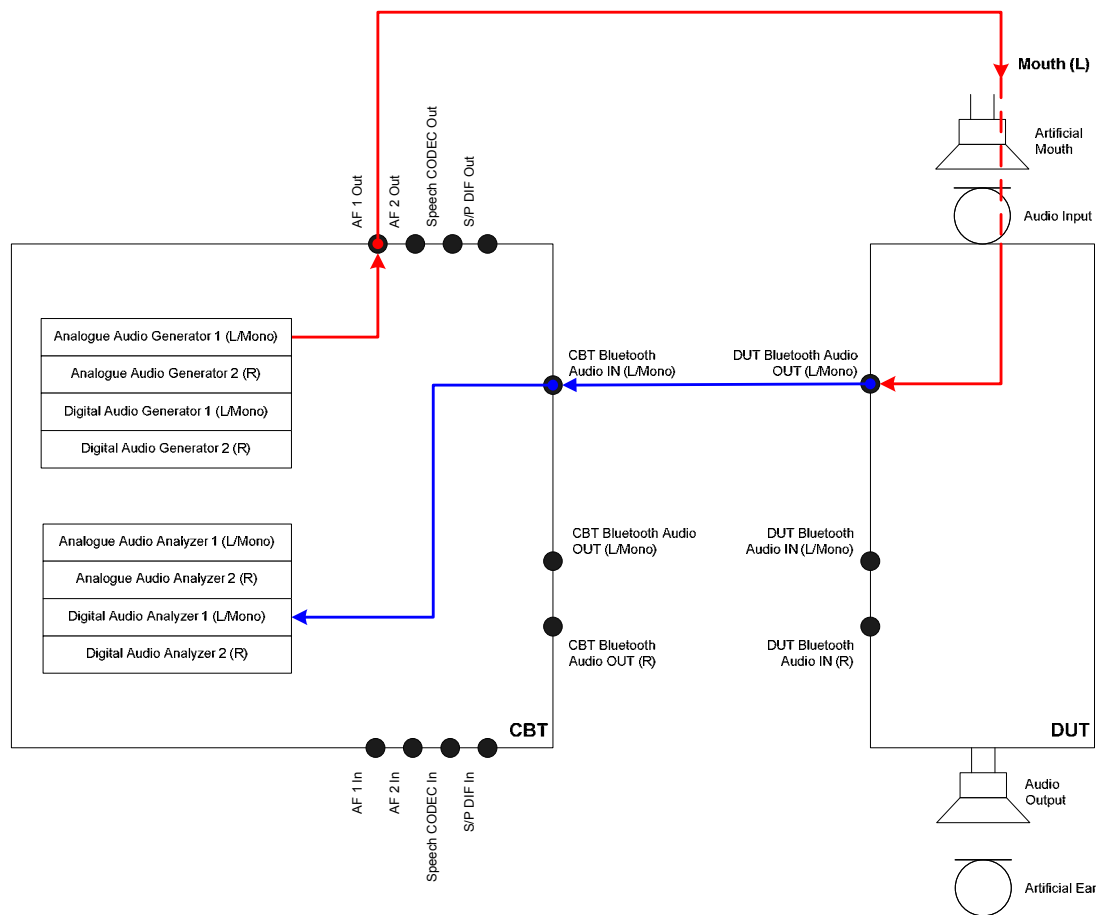 Mouth (L)
Artificial
Mouth
Audio Input
AF 1 Out
AF 2 Out
Speech CODEC Out
S/P DIF Out
Analogue Audio Generator 1 (L/Mono)
Analogue Audio Generator 2 (R)
Digital Audio Generator 1 (L/Mono)
Digital Audio Generator 2 (R)
CBT Bluetooth
Audio IN (L/Mono)
DUT Bluetooth Audio
OUT (L/Mono)
Analogue Audio Analyzer 1 (L/Mono)
Analogue Audio Analyzer 2 (R)
Digital Audio Analyzer 1 (L/Mono)
Digital Audio Analyzer 2 (R)
CBT Bluetooth Audio
OUT (L/Mono)
DUT Bluetooth
Audio IN (L/Mono)
CBT Bluetooth
Audio OUT (R)
DUT Bluetooth
Audio IN (R)
CBT
DUT
AF 1 In
AF 2 In
Speech CODEC In
S/P DIF In
Audio
Output
Artificial Ear